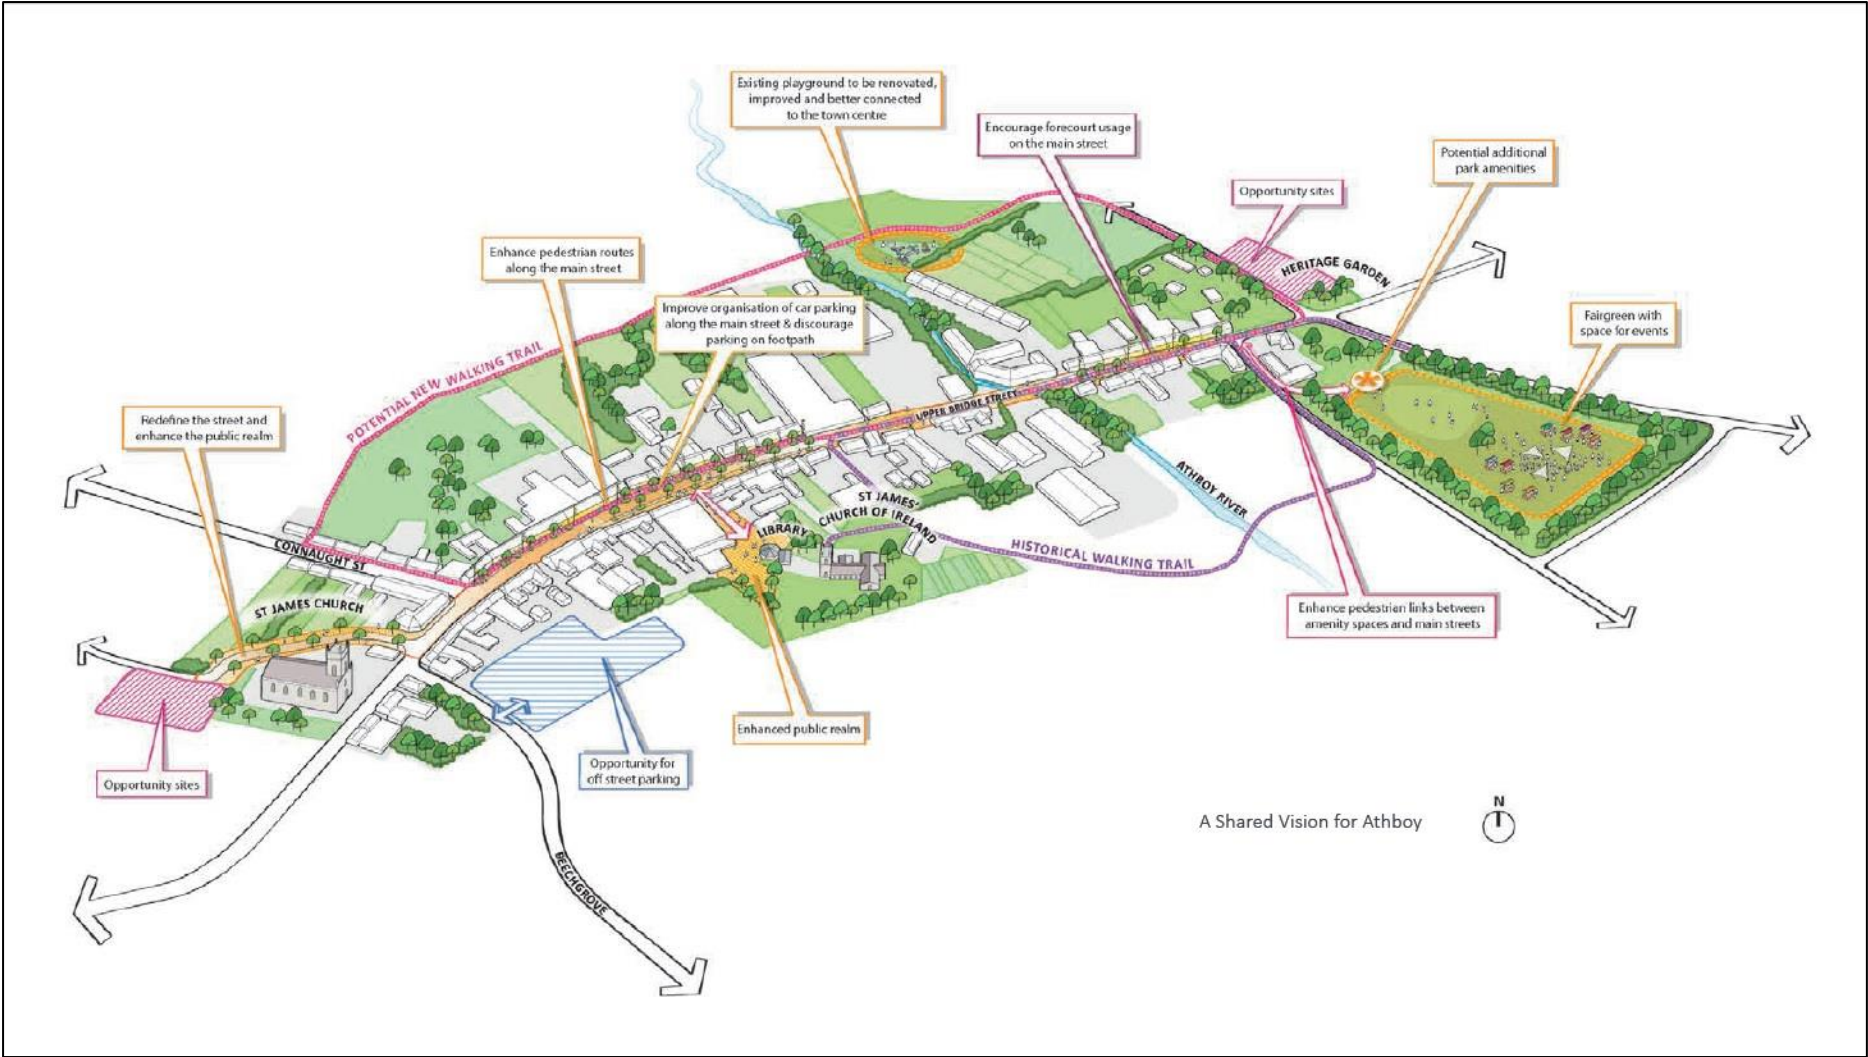 Existing playground to be renovated,
improved and better connected
to the town centre
Encourage forecourt usage
on the main street
Potential additional
park amenities
Opportunity sites
HERITAGE GARDEN
Enhance pedestrian routes
along the main street
Improve organisation of car parking
along the main street & discourage
parking on footpath
Fairgreen with
space for events
POTENTIAL NEW WALKING TRAIL
Redefine the street and
enhance the public realm
UPPER BRIDGE STREET
ATHBOY RIVER
ST JAMES'
CHURCH OF IRELAND
LIBRARY
HISTORICAL WALKING TRAIL
CONNAUGHT ST
ST JAMES CHURCH
Enhance pedestrian links between
amenity spaces and main streets
Enhanced public realm
Opportunity sites
Opportunity for
off street parking
BEECHGROVE
A Shared Vision for Athboy
N